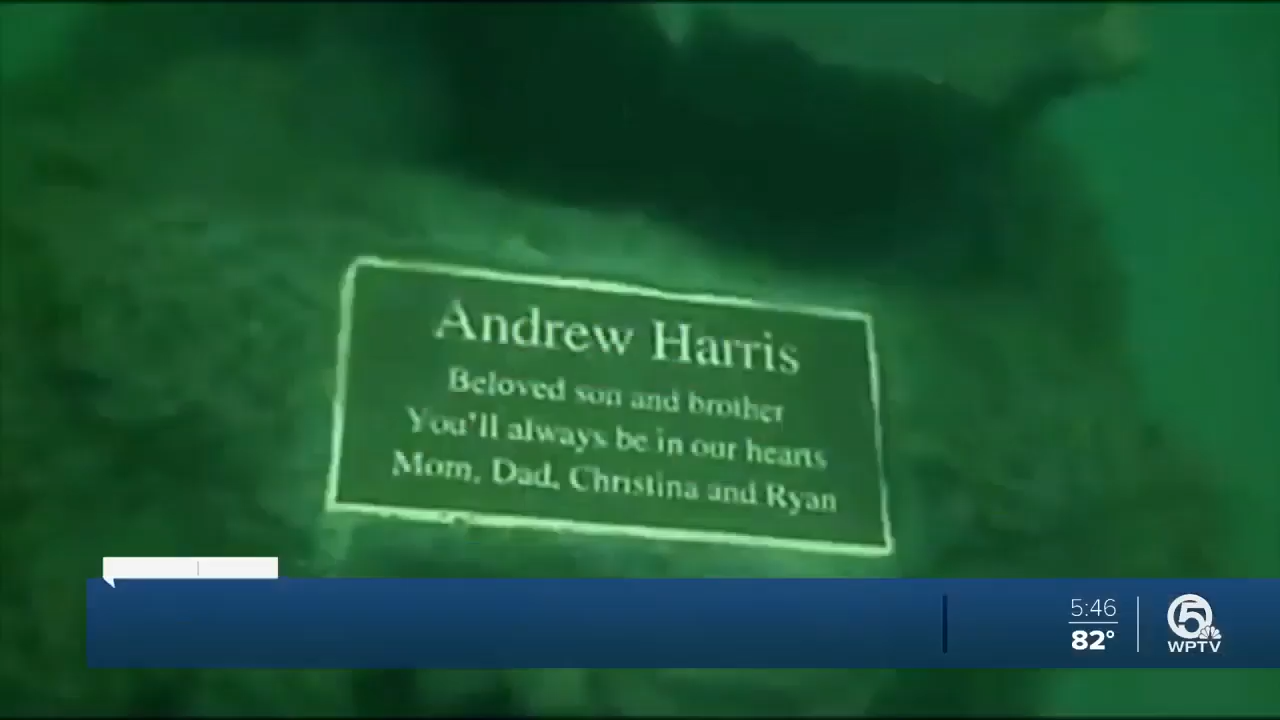 Andrew Harris
Beloved son and brother
You'll always be in our hearts
Mom, Dad, Christina and Ryan
5:46
82°
5
WPTV